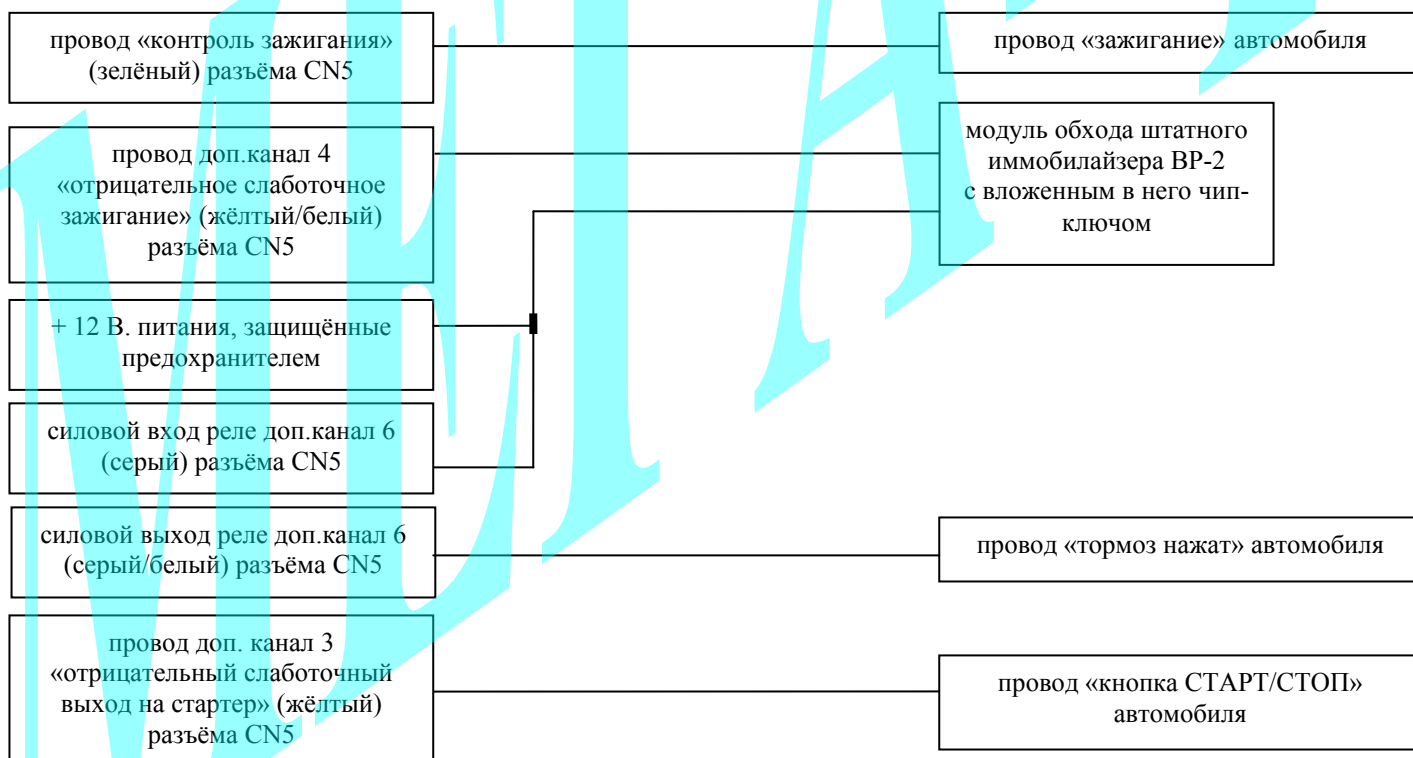 провод «контроль зажигания»
(зелёный) разъёма CN5
провод «зажигание» автомобиля
провод доп.канал 4
«отрицательное слаботочное
зажигание» (жёлтый/белый)
разъёма CN5
модуль обхода штатного
иммобилайзера BP-2
с вложенным в него чип-
ключом
+ 12 В. питания, защищённые
предохранителем
силовой вход реле доп.канал 6
(серый) разъёма CN5
силовой выход реле доп.канал 6
(серый/белый) разъёма CN5
провод «тормоз нажат» автомобиля
провод доп. канал 3
«отрицательный слаботочный
выход на стартер» (жёлтый)
разъёма CN5
провод «кнопка СТАРТ/СТОП»
автомобиля